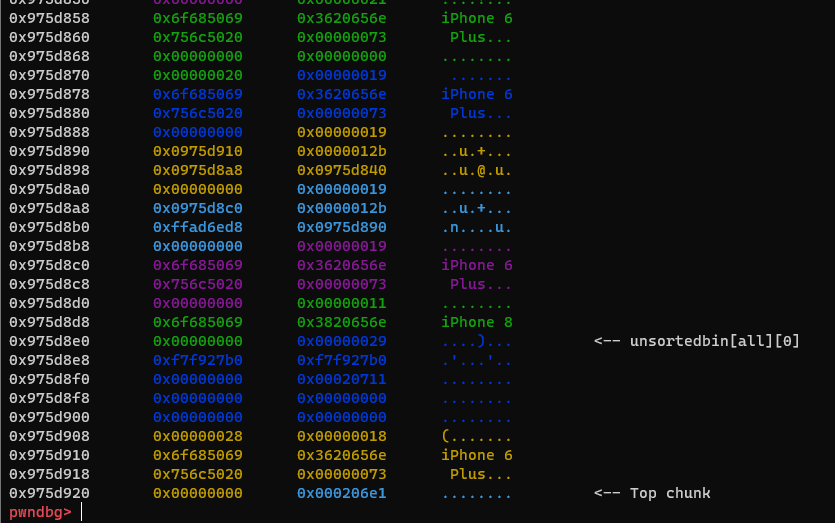 0x975d858 0x6f685069 0x3620656e iPhone 6
0x975d860 0x756c5020 0x00000073 Plus...
0x975d868 0x00000000 0x00000000 ........
0x975d870 0x00000020 0x00000019 .......
0x975d878 0x6f685069 0x3620656e iPhone 6
0x975d880 0x756c5020 0x00000073 Plus...
0x975d888 0x00000000 0x00000019 ........
0x975d890 0x0975d910 0x0000012b ..u.+...
0x975d898 0x0975d8a8 0x0975d840 ..u.@.u.
0x975d8a0 0x00000000 0x00000019 ........
0x975d8a8 0x0975d8c0 0x0000012b ..u.+...
0x975d8b0 0xffad6ed8 0x0975d890 .n....u.
0x975d8b8 0x00000000 0x00000019 ........
0x975d8c0 0x6f685069 0x3620656e iPhone 6
0x975d8c8 0x756c5020 0x00000073 Plus...
0x975d8d0 0x00000000 0x00000011 ........
0x975d8d8 0x6f685069 0x3820656e iPhone 8
0x975d8e0 0x00000000 0x00000029 ....)... <-- unsortedbin[all][0]
0x975d8e8 0xf7f927b0 0xf7f927b0 .'...'..
0x975d8f0 0x00000000 0x00020711 ........
0x975d8f8 0x00000000 0x00000000 ........
0x975d900 0x00000000 0x00000000 ........
0x975d908 0x00000028 0x00000018 (.......
0x975d910 0x6f685069 0x3620656e iPhone 6
0x975d918 0x756c5020 0x00000073 Plus...
0x975d920 0x00000000 0x000206e1 ........ <-- Top chunk
pwndbg>